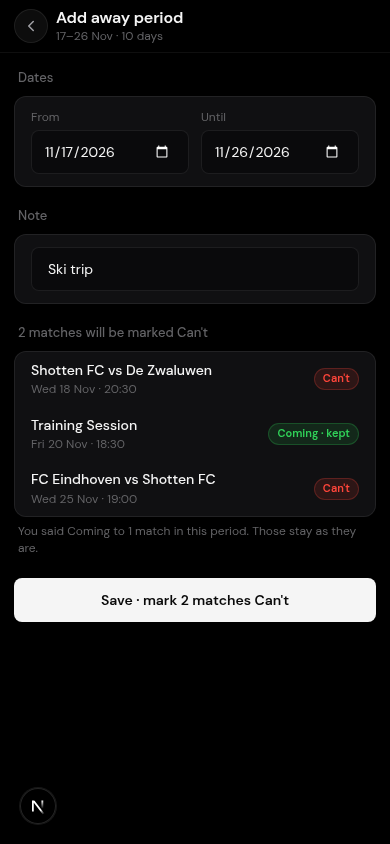 Add away period
17–26 Nov · 10 days
Dates
From
Until
11/17/2026
11/26/2026
Note
Ski trip
2 matches will be marked Can't
Shotten FC vs De Zwaluwen
Wed 18 Nov · 20:30
Can't
Training Session
Fri 20 Nov · 18:30
Coming · kept
FC Eindhoven vs Shotten FC
Wed 25 Nov · 19:00
Can't
You said Coming to 1 match in this period. Those stay as they
are.
Save · mark 2 matches Can't
N